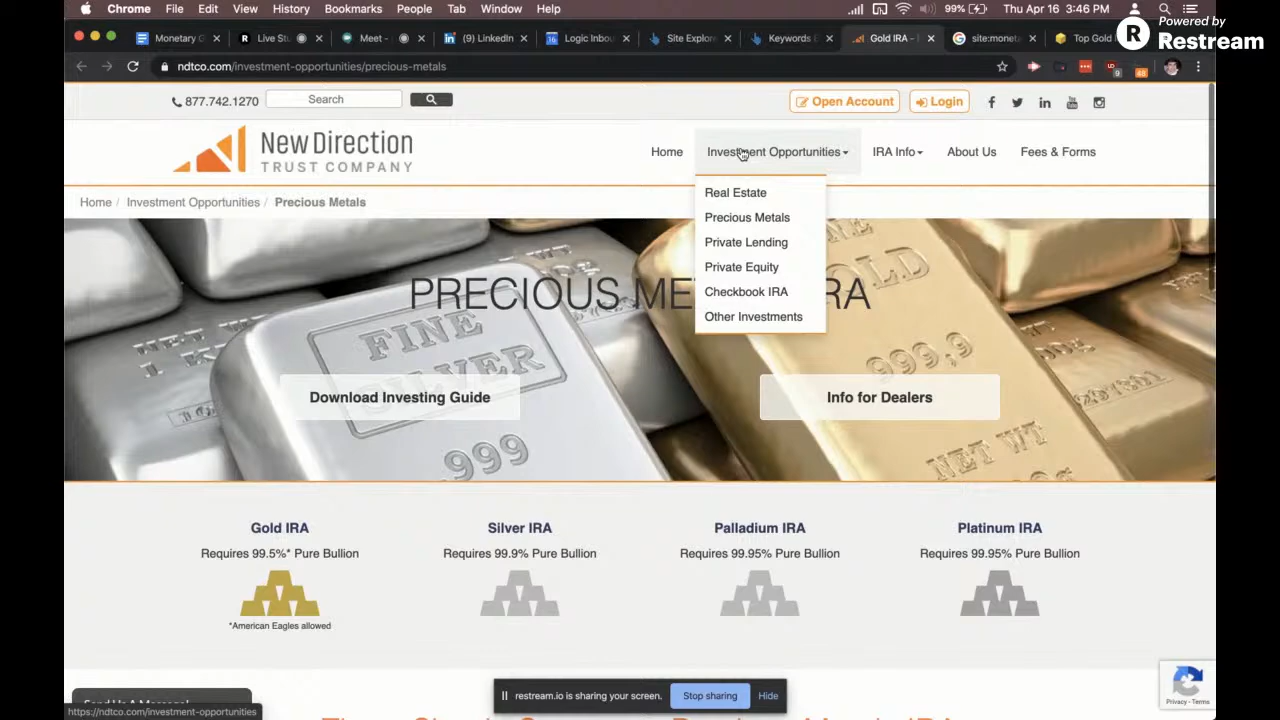 Chrome File Edit View History Bookmarks People Tab Window Help 99% Thu Apr 16 3:46 PM
Powered by
Restream
Monetary G Live Stu Meet - (9) LinkedIn Logic Inbou Site Explore Keywords E Gold IRA - site:moneta Top Gold
ndtco.com/investment-opportunities/precious-metals
877.742.1270 Search Open Account Login
New Direction
TRUST COMPANY
Home Investment Opportunities IRA Info About Us Fees & Forms
Home / Investment Opportunities / Precious Metals
Real Estate
Precious Metals
Private Lending
Private Equity
Checkbook IRA
Other Investments
PRECIOUS ME RA
FINE
SILVER
999
GOLD
999,9
NET WT
Download Investing Guide Info for Dealers
Gold IRA Silver IRA Palladium IRA Platinum IRA
Requires 99.5%* Pure Bullion Requires 99.9% Pure Bullion Requires 99.95% Pure Bullion Requires 99.95% Pure Bullion
*American Eagles allowed
restream.io is sharing your screen. Stop sharing Hide
Privacy - Terms
https://ndtco.com/investment-opportunities